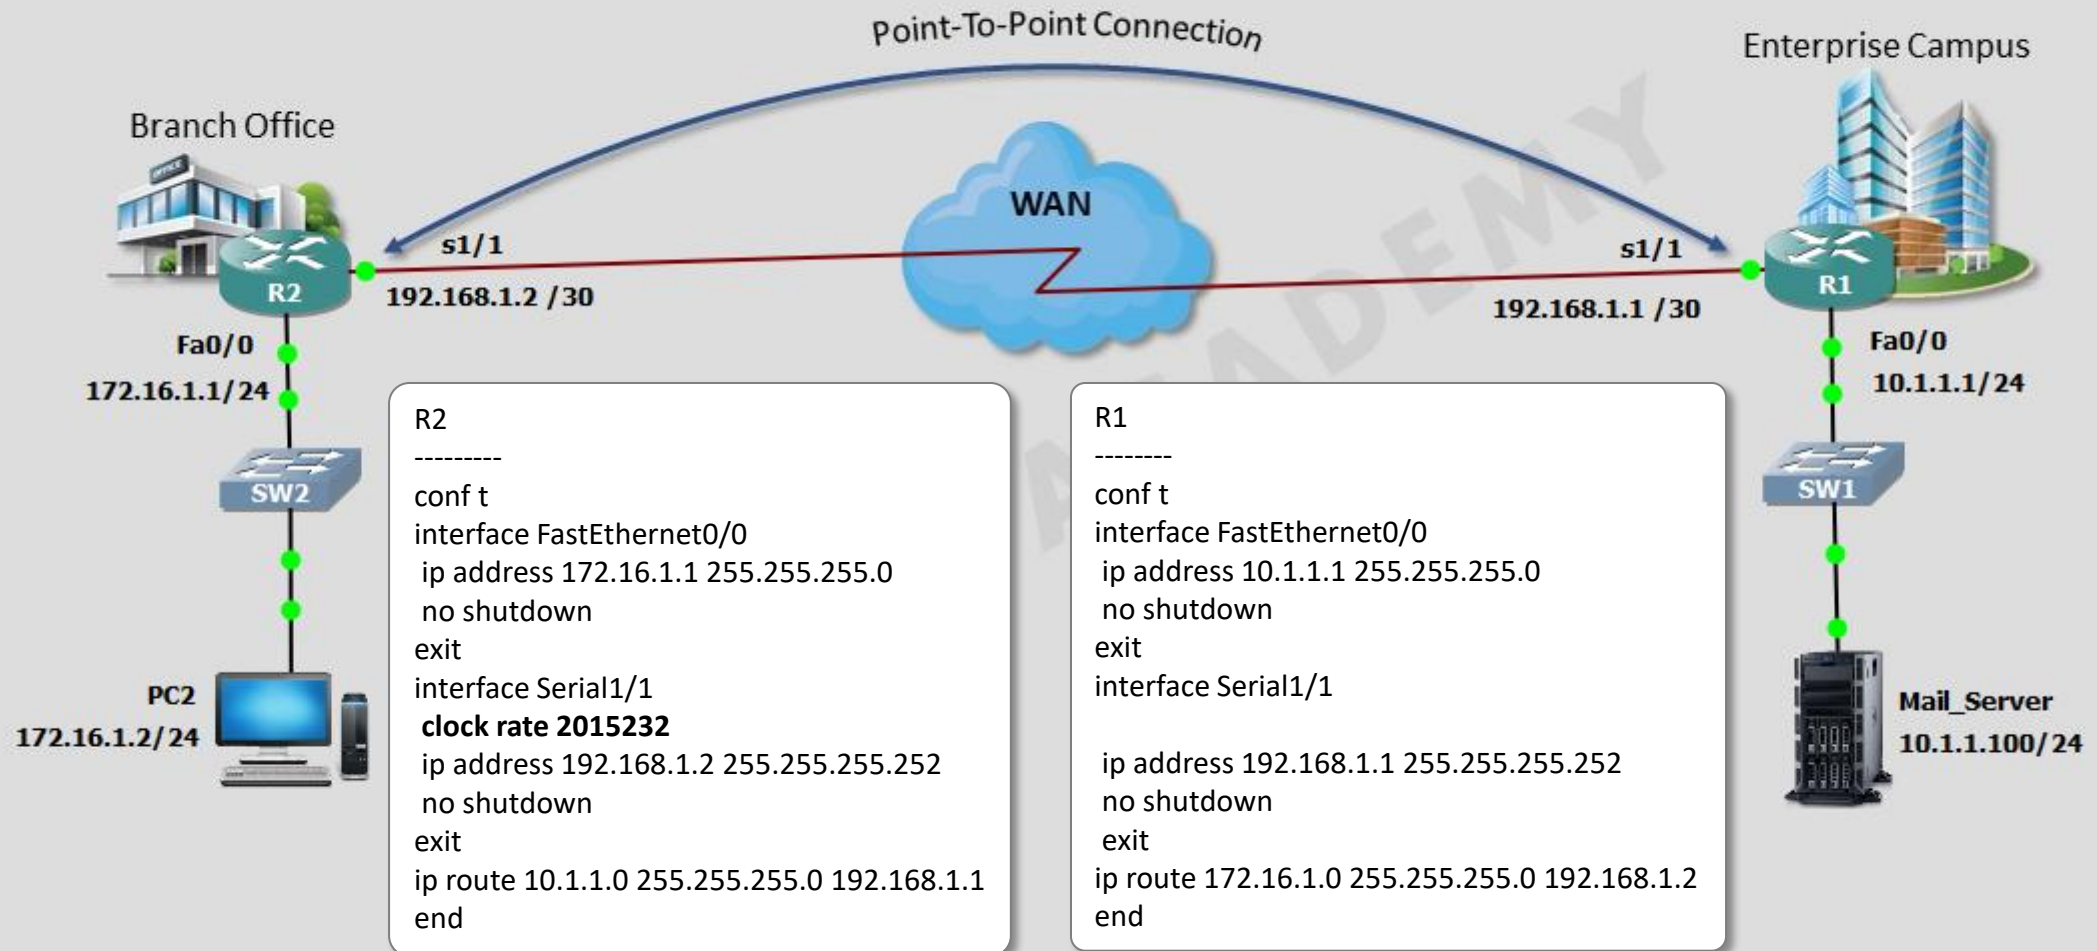 Point-To-Point Connection
Enterprise Campus
Branch Office
OFFICE
WAN
s1/1
s1/1
R2
R1
192.168.1.2 /30
192.168.1.1 /30
Fa0/0
172.16.1.1/24
Fa0/0
10.1.1.1/24
SW2
SW1
PC2
172.16.1.2/24
Mail_Server
10.1.1.100/24
R2
---------
conf t
interface FastEthernet0/0
ip address 172.16.1.1 255.255.255.0
no shutdown
exit
interface Serial1/1
clock rate 2015232
ip address 192.168.1.2 255.255.255.252
no shutdown
exit
ip route 10.1.1.0 255.255.255.0 192.168.1.1
end
R1
--------
conf t
interface FastEthernet0/0
ip address 10.1.1.1 255.255.255.0
no shutdown
exit
interface Serial1/1
ip address 192.168.1.1 255.255.255.252
no shutdown
exit
ip route 172.16.1.0 255.255.255.0 192.168.1.2
end